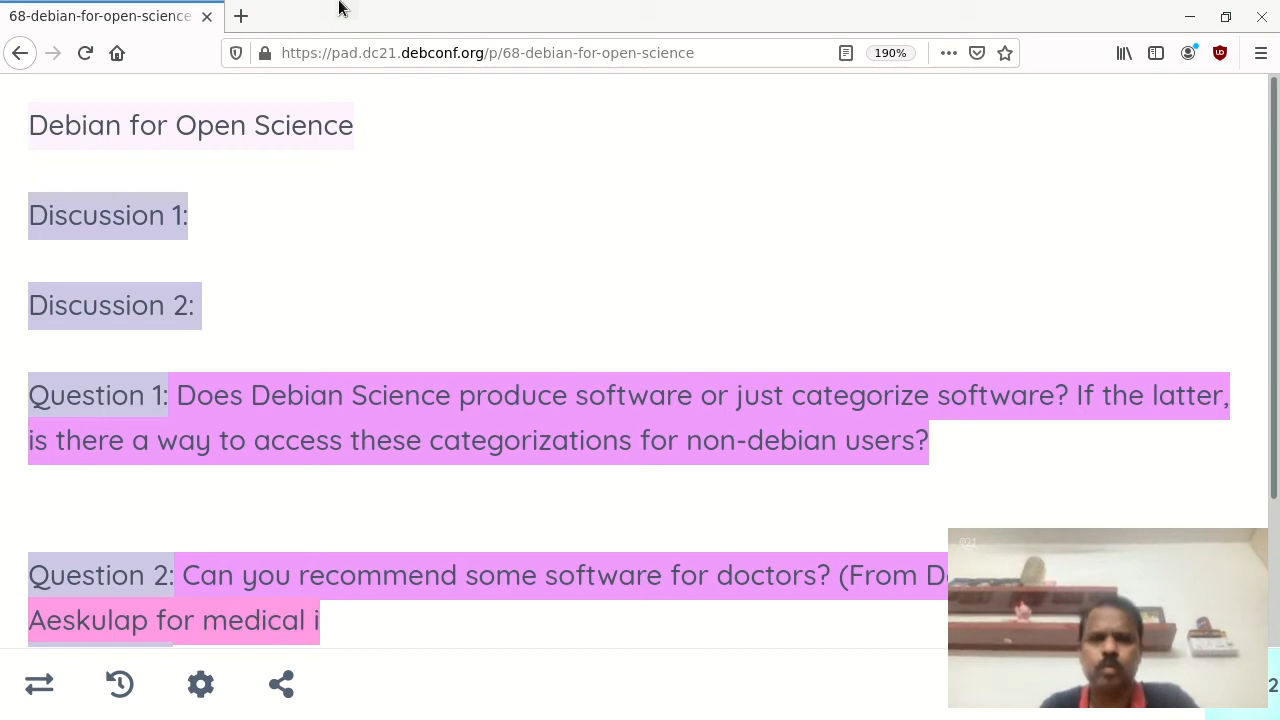 68-debian-for-open-science
https://pad.dc21.debconf.org/p/68-debian-for-open-science
190%
Debian for Open Science
Discussion 1:
Discussion 2:
Question 1: Does Debian Science produce software or just categorize software? If the latter,
is there a way to access these categorizations for non-debian users?
Question 2: Can you recommend some software for doctors? (From
Aeskulap for medical i
2